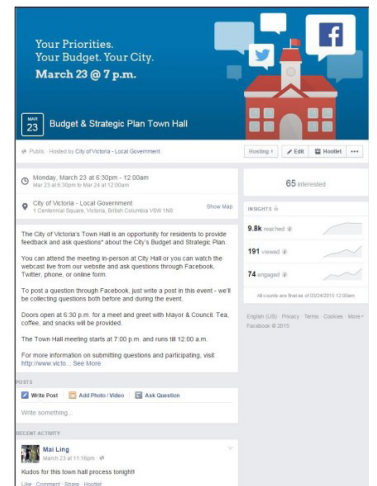 Your Priorities.
Your Budget. Your City.
March 23 @ 7 p.m.
MAR
23
Budget & Strategic Plan Town Hall
Public · Hosted by City of Victoria - Local Government
Hosting
Edit
Hootlet
Monday, March 23 at 6:30pm - 12:00am
Mar 23 at 6:30pm to Mar 24 at 12:00am
City of Victoria - Local Government
1 Centennial Square, Victoria, British Columbia V8W 1N9
Show Map
65 interested
INSIGHTS
9.8k reached
191 viewed
74 engaged
All counts are final as of 03/24/2015 12:00am
English (US) · Privacy · Terms · Cookies · More
Facebook © 2015
The City of Victoria's Town Hall is an opportunity for residents to provide
feedback and ask questions* about the City's Budget and Strategic Plan.
You can attend the meeting in-person at City Hall or you can watch the
webcast live from our website and ask questions through Facebook,
Twitter, phone, or online form.
To post a question through Facebook, just write a post in this event - we'll
be collecting questions both before and during the event.
Doors open at 6:30 p.m. for a meet and greet with Mayor & Council. Tea,
coffee, and snacks will be provided.
The Town Hall meeting starts at 7:00 p.m. and runs till 12:00 a.m.
For more information on submitting questions and participating, visit
http://www.victo... See More
POSTS
Write Post
Add Photo / Video
Ask Question
Write something...
RECENT ACTIVITY
Mai Ling
March 23 at 11:16pm
Kudos for this town hall process tonight!!
Like · Comment · Share · Hootlet